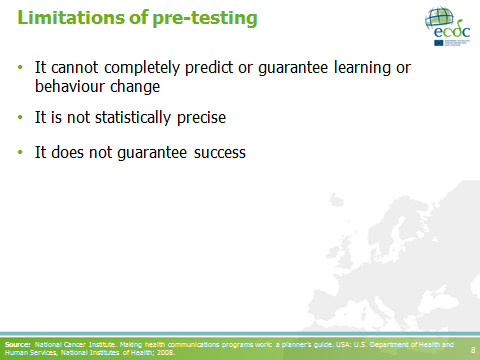 Limitations of pre-testing
ecdc
• It cannot completely predict or guarantee learning or
behaviour change
• It is not statistically precise
• It does not guarantee success
Source: National Cancer Institute. Making health communications programs work: a planner's guide. USA: U.S. Department of Health and
Human Services, National Institutes of Health; 2008.
8